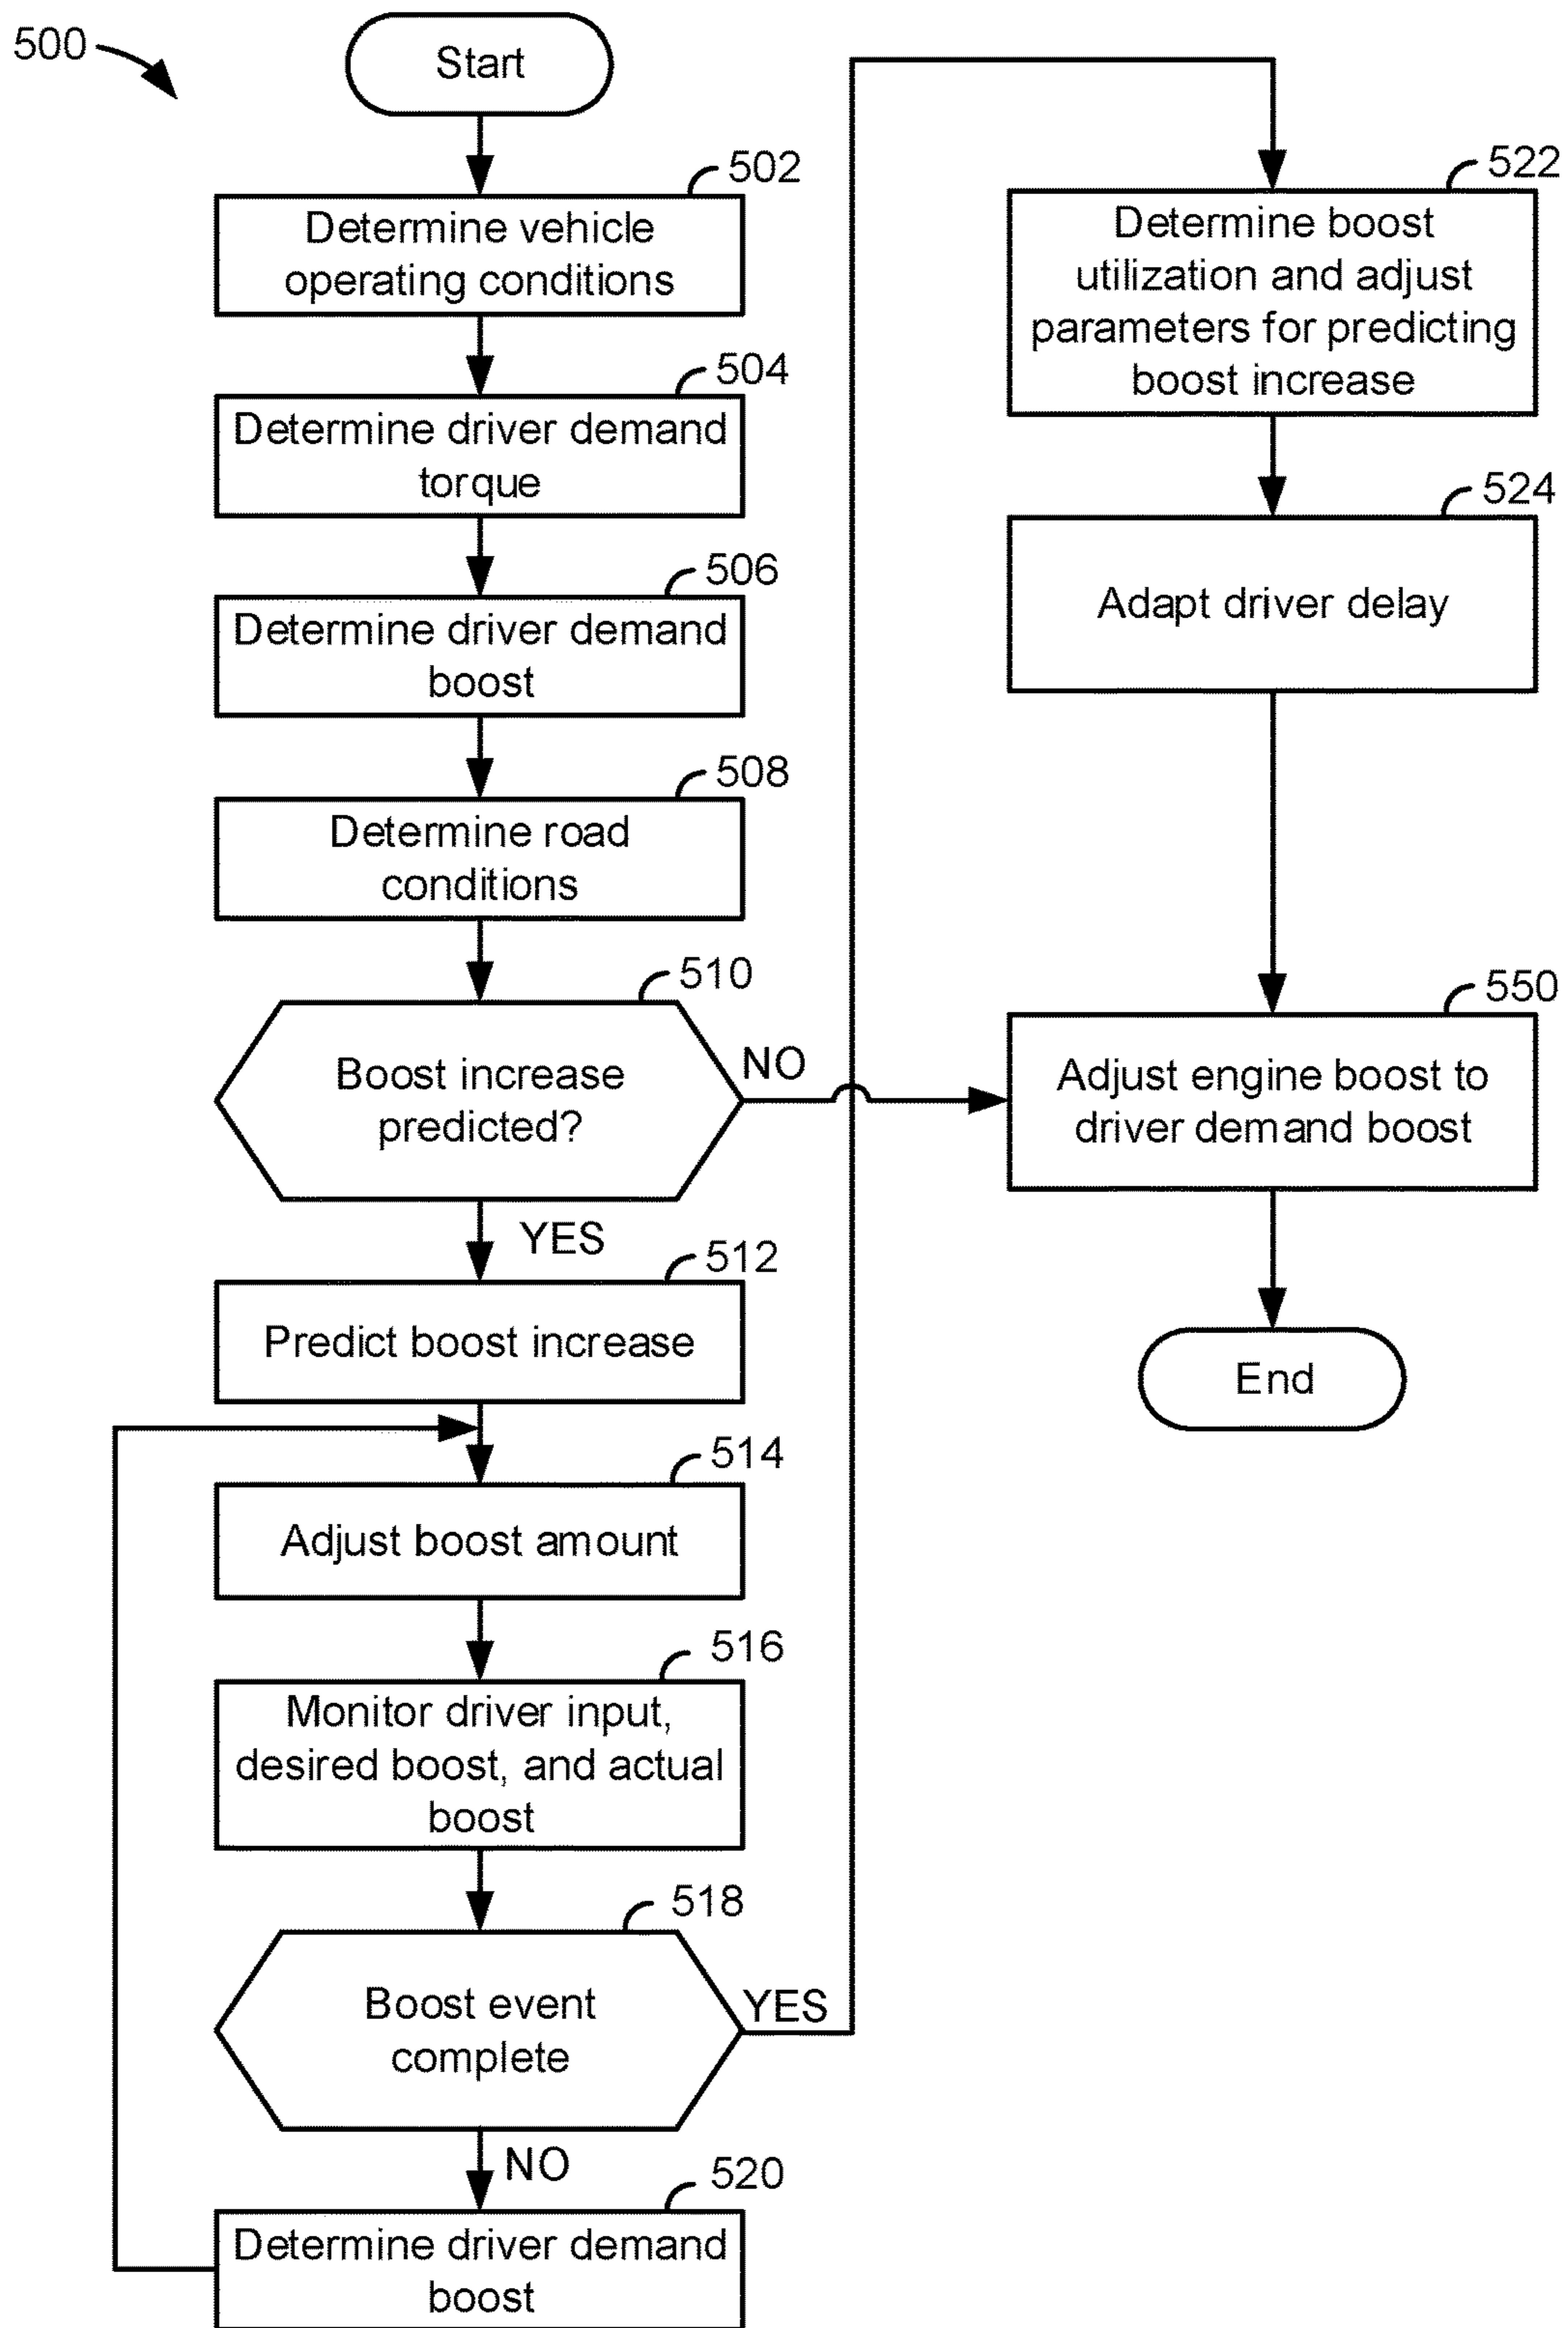 500
Start
502
Determine vehicle
operating conditions
504
Determine driver demand
torque
506
Determine driver demand
boost
508
Determine road
conditions
510
Boost increase
predicted?
NO
YES
512
Predict boost increase
514
Adjust boost amount
516
Monitor driver input,
desired boost, and actual
boost
518
Boost event
complete
YES
NO
520
Determine driver demand
boost
522
Determine boost
utilization and adjust
parameters for predicting
boost increase
524
Adapt driver delay
550
Adjust engine boost to
driver demand boost
End